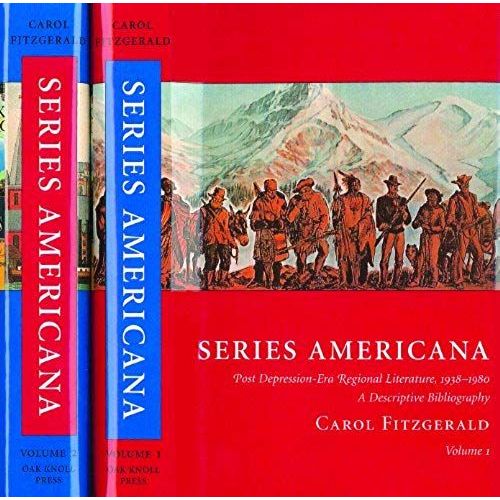 CAROL
FITZGERALD
SERIES AMERICANA
VOLUME 2
OAK KNOLL
PRESS
CAROL
FITZGERALD
SERIES AMERICANA
VOLUME 1
OAK KNOLL
PRESS
SERIES AMERICANA
Post Depression-Era Regional Literature, 1938–1980
A Descriptive Bibliography
CAROL FITZGERALD
Volume 1